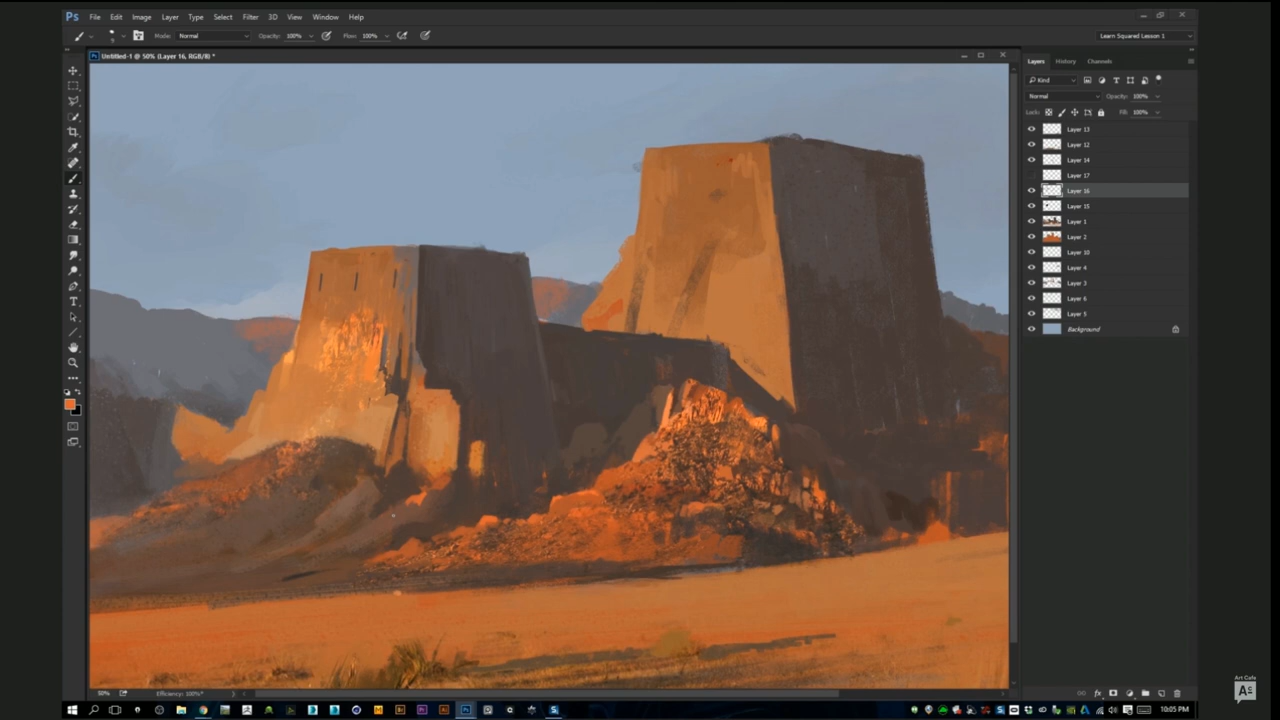 Ps File Edit Image Layer Type Select Filter 3D View Window Help
Mode: Normal Opacity: 100% Flow: 100% Learn Squared Lesson 1
Untitled-1 @ 50% (Layer 16, RGB/8) *
Layers History Channels
Kind
Normal Opacity: 100%
Lock: Fill: 100%
Layer 13
Layer 12
Layer 14
Layer 17
Layer 16
Layer 15
Layer 1
Layer 2
Layer 10
Layer 4
Layer 3
Layer 6
Layer 5
Background
50% Efficiency: 100%*
Art Cafe
As
10:05 PM